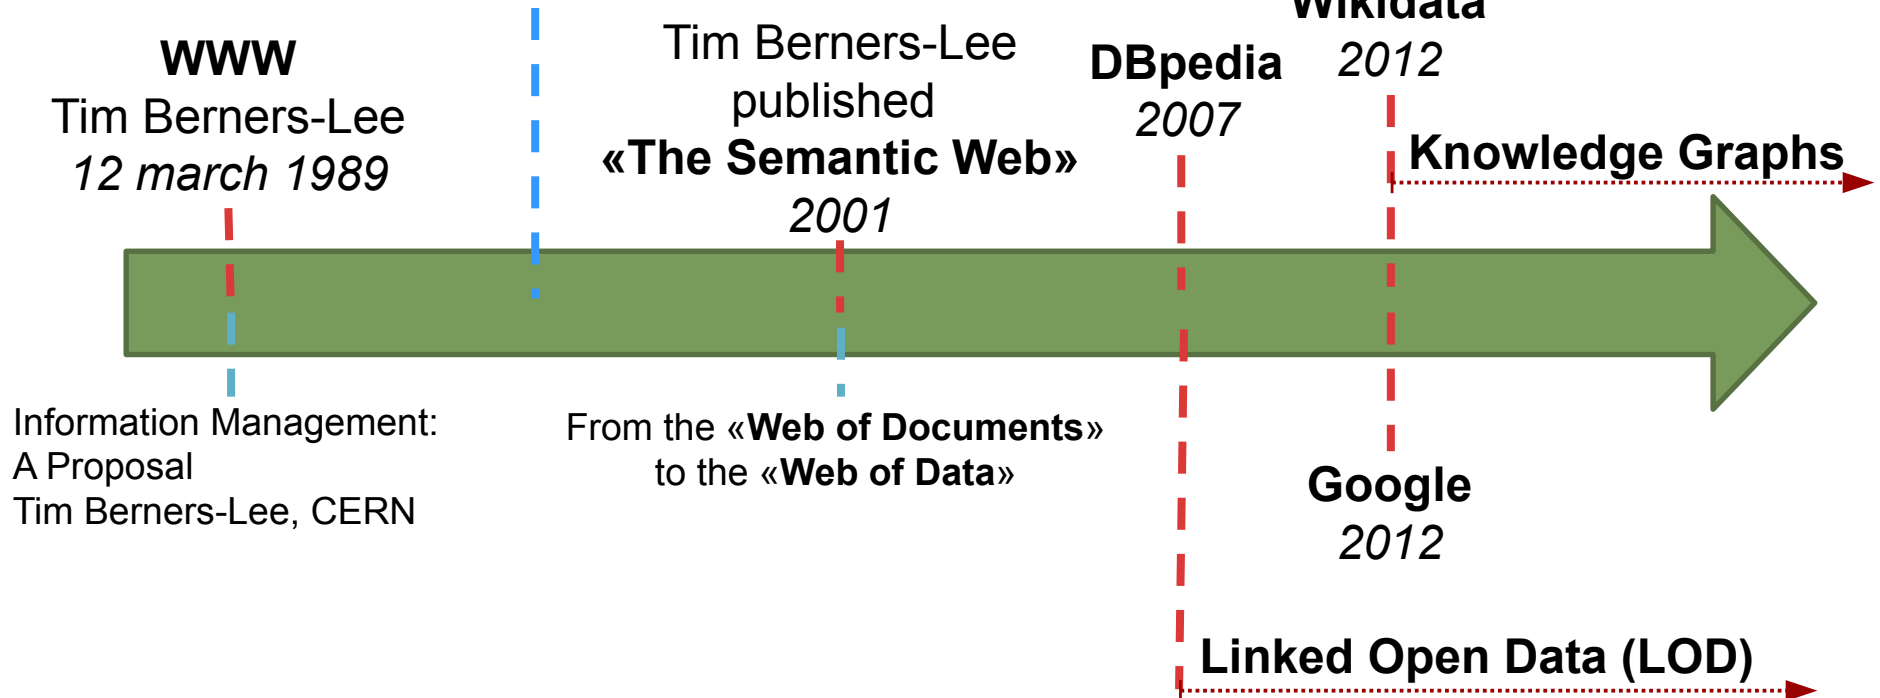 WWW
Tim Berners-Lee
12 march 1989
Tim Berners-Lee
published
«The Semantic Web»
2001
DBpedia
2007
Wikidata
2012
Knowledge Graphs
Information Management:
A Proposal
Tim Berners-Lee, CERN
From the «Web of Documents»
to the «Web of Data»
Google
2012
Linked Open Data (LOD)